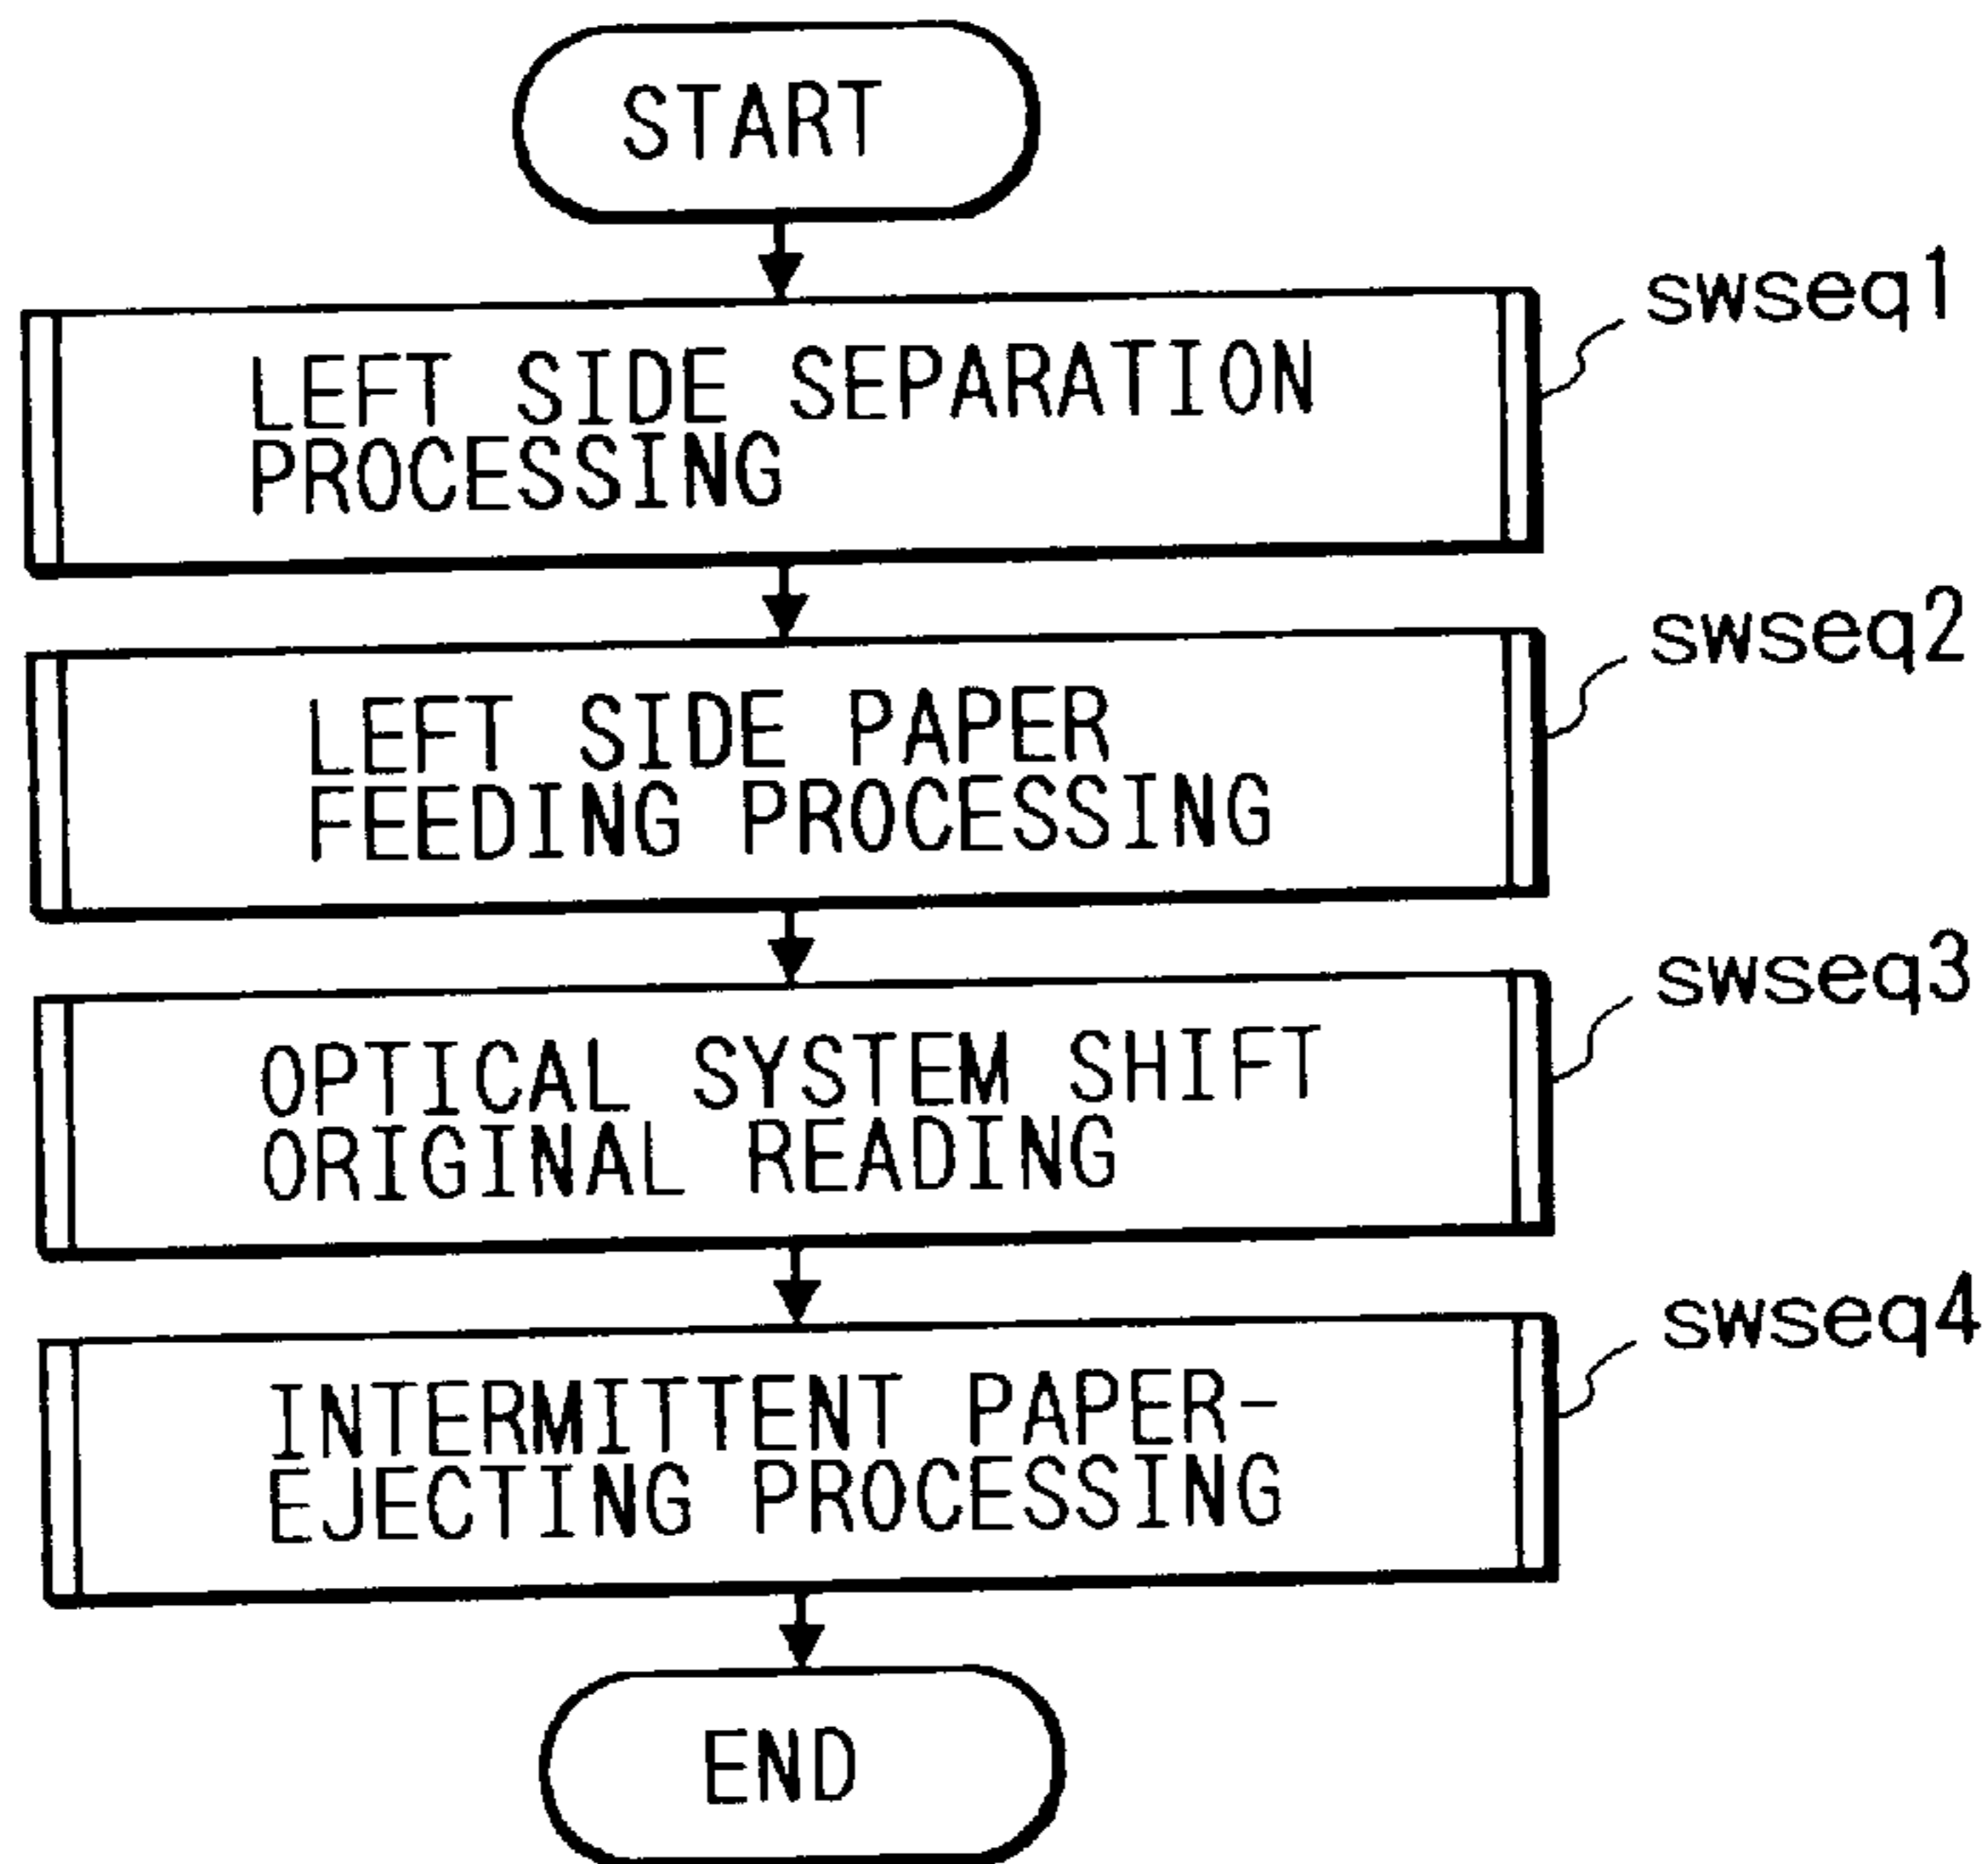 START
swseq1
LEFT SIDE SEPARATION
PROCESSING
swseq2
LEFT SIDE PAPER
FEEDING PROCESSING
swseq3
OPTICAL SYSTEM SHIFT
ORIGINAL READING
swseq4
INTERMITTENT PAPER-
EJECTING PROCESSING
END